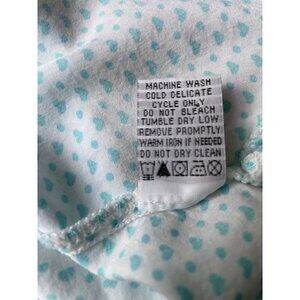 MACHINE WASH
COLD DELICATE
CYCLE ONLY
DO NOT BLEACH
TUMBLE DRY LOW
REMOVE PROMPTLY
WARM IRON IF NEEDED
DO NOT DRY CLEAN